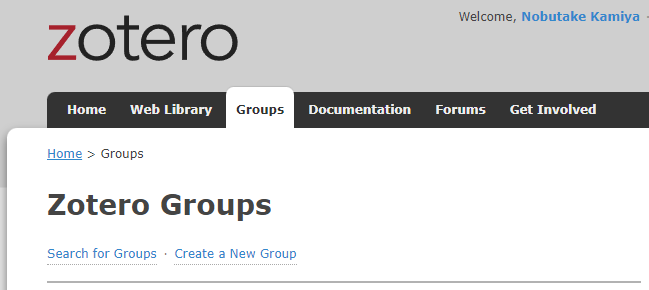 Welcome, Nobutake Kamiya ·
zotero
Home Web Library Groups Documentation Forums Get Involved
Home > Groups
Zotero Groups
Search for Groups · Create a New Group